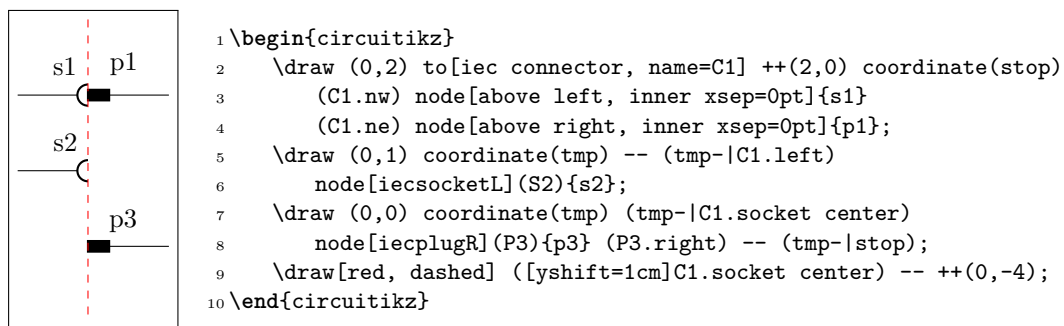 s1 p1
s2
p3
1 \begin{circuitikz}
2 \draw (0,2) to[iec connector, name=C1] ++(2,0) coordinate(stop)
3 (C1.nw) node[above left, inner xsep=0pt]{s1}
4 (C1.ne) node[above right, inner xsep=0pt]{p1};
5 \draw (0,1) coordinate(tmp) -- (tmp-|C1.left)
6 node[iecsocketL](S2){s2};
7 \draw (0,0) coordinate(tmp) (tmp-|C1.socket center)
8 node[iecplugR](P3){p3} (P3.right) -- (tmp-|stop);
9 \draw[red, dashed] ([yshift=1cm]C1.socket center) -- ++(0,-4);
10 \end{circuitikz}